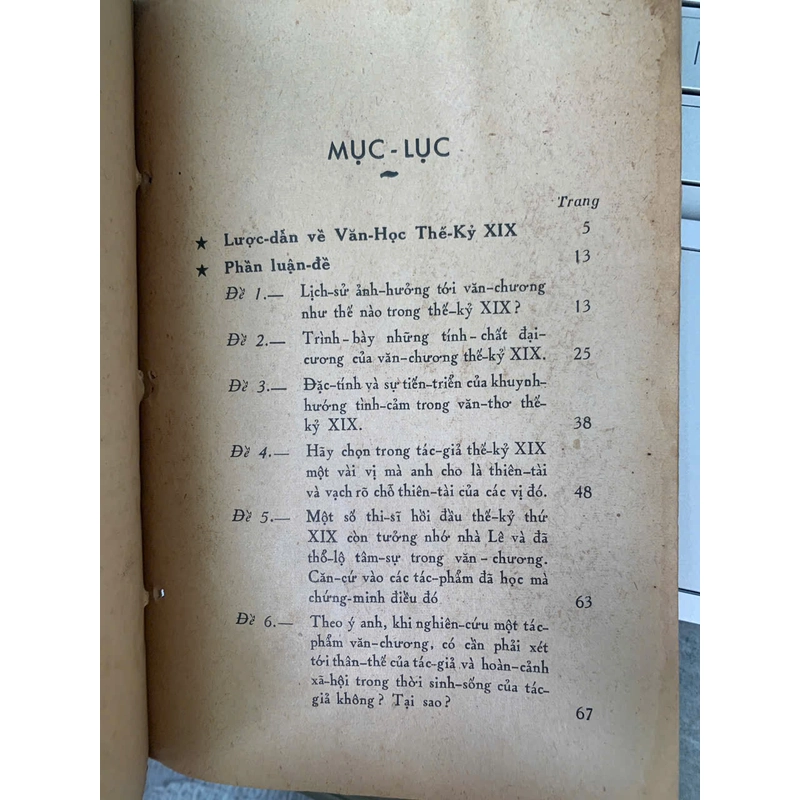 MỤC - LỤC
Trang
★ Lược-dẫn về Văn-Học Thế-Kỷ XIX 5
★ Phần luận-đề 13
Đề 1.— Lịch-sử ảnh-hưởng tới văn-chương
như thế nào trong thế-kỷ XIX ? 13
Đề 2.— Trình-bày những tính-chất đại-
cương của văn-chương thế-kỷ XIX. 25
Đề 3.— Đặc-tính và sự tiến-triển của khuynh-
hướng tình-cảm trong văn-thơ thế-
kỷ XIX. 38
Đề 4.— Hãy chọn trong tác-giả thế-kỷ XIX
một vài vị mà anh cho là thiên-tài
và vạch rõ chỗ thiên-tài của các vị đó. 48
Đề 5.— Một số thi-sĩ hồi đầu thế-kỷ thứ
XIX còn tưởng nhớ nhà Lê và đã
thổ-lộ tâm-sự trong văn-chương.
Căn-cứ vào các tác-phẩm đã học mà
chứng-minh điều đó 63
Đề 6.— Theo ý anh, khi nghiên-cứu một tác-
phẩm văn-chương, có cần phải xét
tới thân-thế của tác-giả và hoàn-cảnh
xã-hội trong thời sinh-sống của tác-
giả không ? Tại sao ? 67